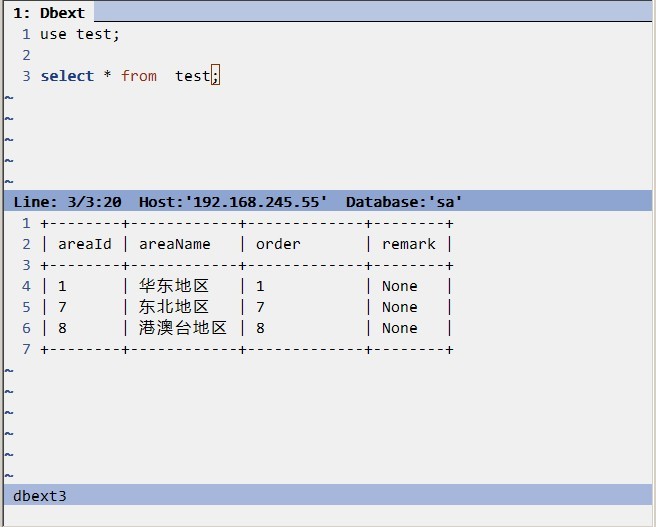 1: Dbext
1 use test;
2
3 select * from  test;
~
~
~
~
~
Line: 3/3:20  Host:'192.168.245.55'  Database:'sa'
1 +--------+------------+--------------+--------+
2 | areaId | areaName   | order        | remark |
3 +--------+------------+--------------+--------+
4 | 1      | 华东地区   | 1            | None   |
5 | 7      | 东北地区   | 7            | None   |
6 | 8      | 港澳台地区 | 8            | None   |
7 +--------+------------+--------------+--------+
~
~
~
~
~
~
dbext3